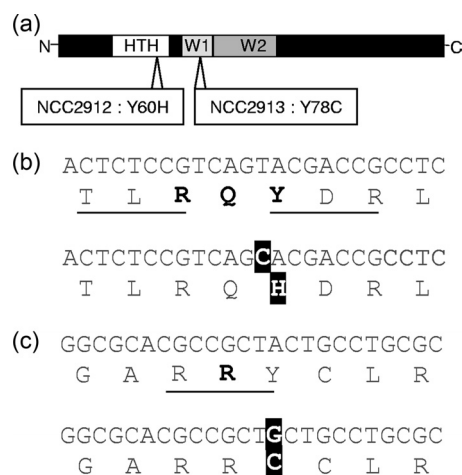 (a)
N HTH W1 W2 C
NCC2912 : Y60H NCC2913 : Y78C
(b)
ACTCTCCGTCAGTACGACCGCCTC
T L R Q Y D R L
ACTCTCCGTCAGCACGACCGCCTC
T L R Q H D R L
(c)
GGCGCACGCCGCTACTGCCTGCGC
G A R R Y C L R
GGCGCACGCCGCTGCTGCCTGCGC
G A R R C C L R